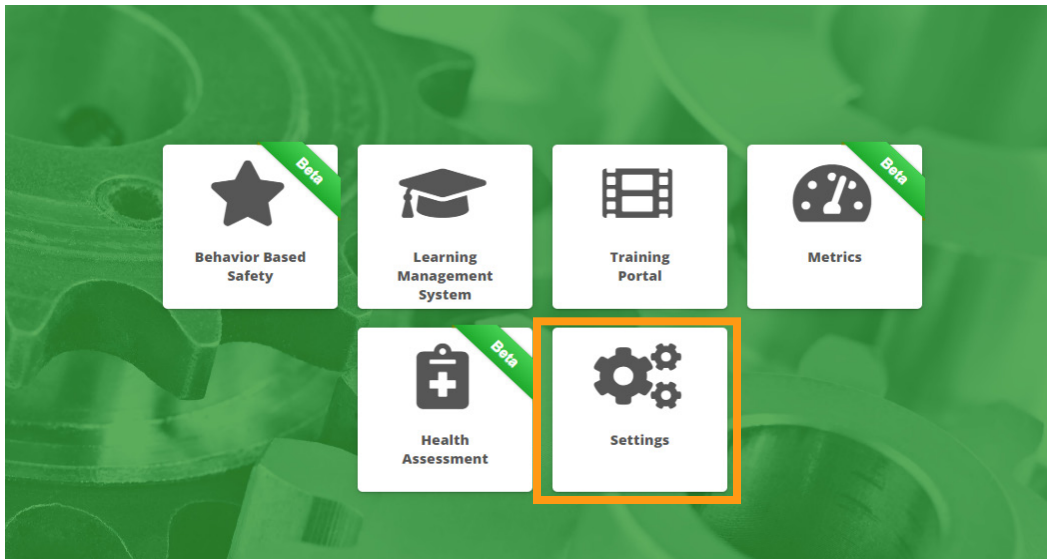 Beta
Behavior Based
Safety
Learning
Management
System
Training
Portal
Beta
Metrics
Beta
Health
Assessment
Settings